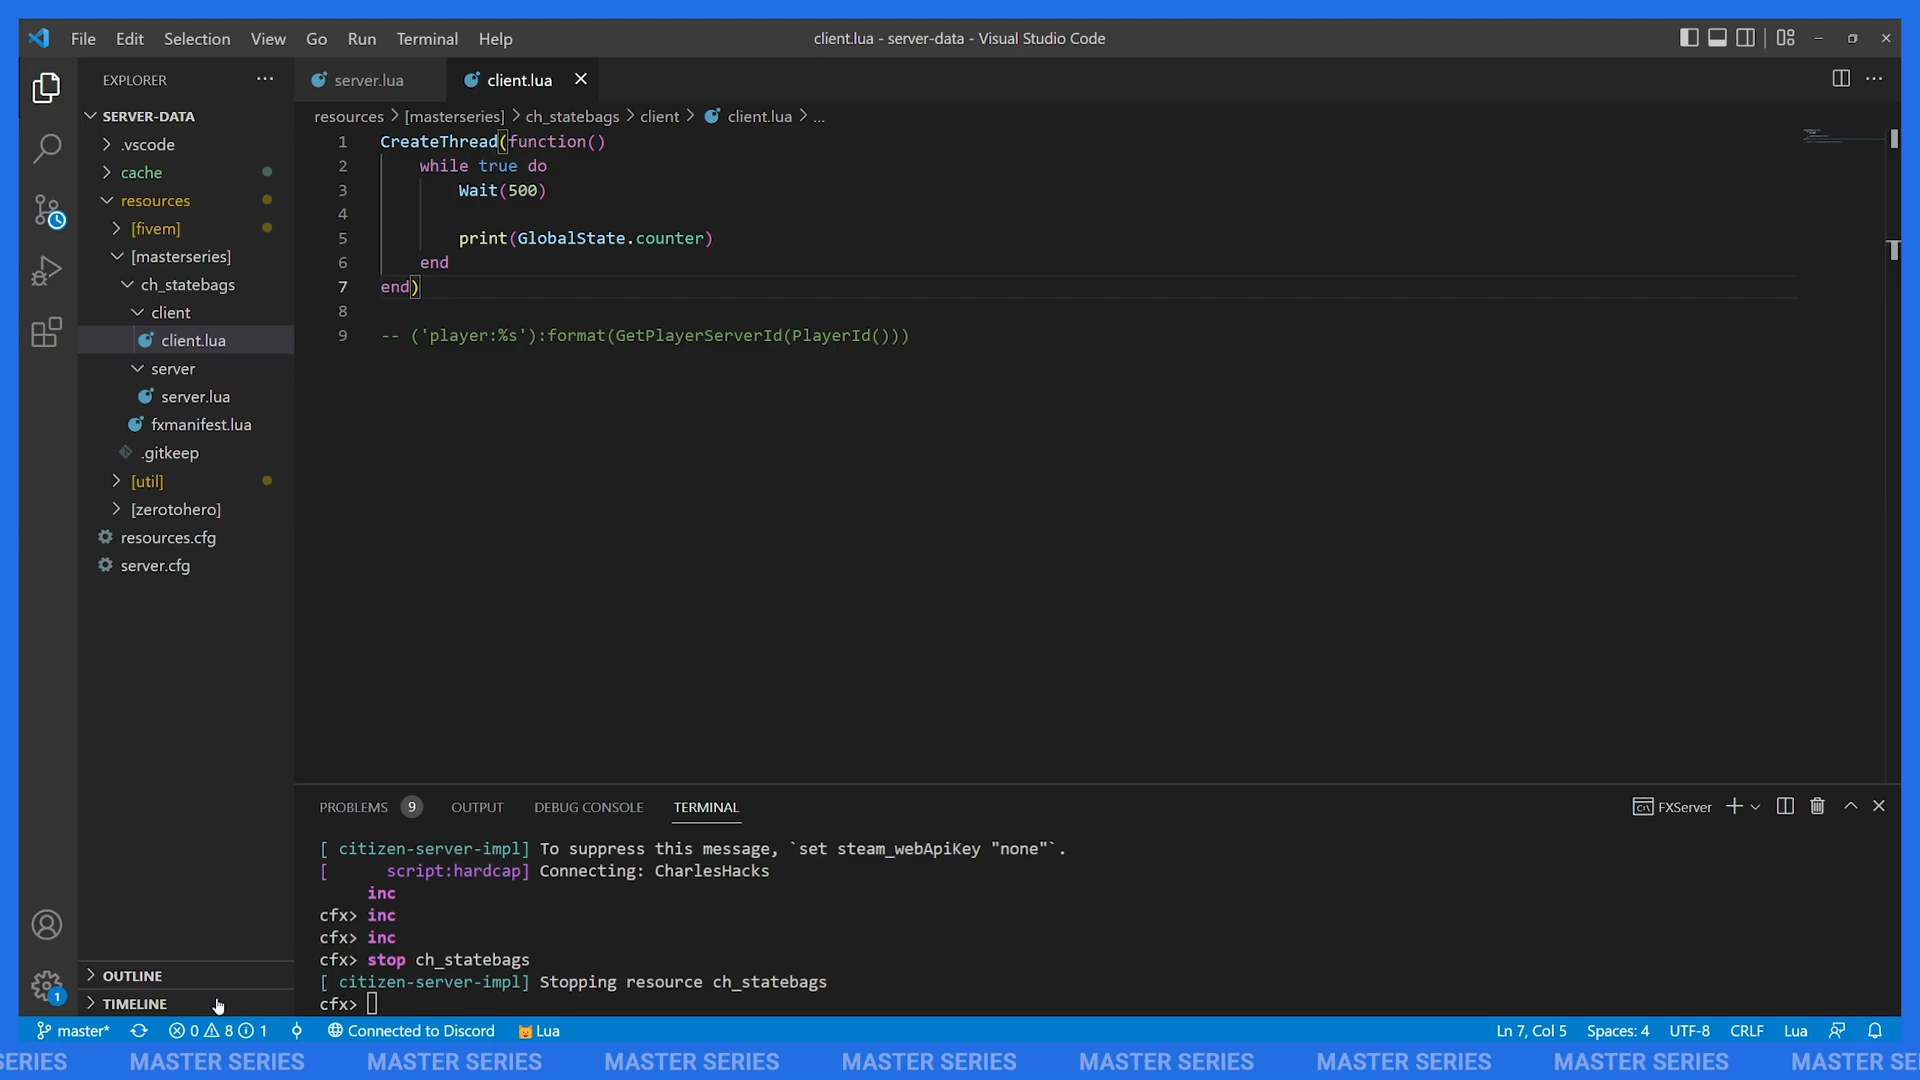 File Edit Selection View Go Run Terminal Help
client.lua - server-data - Visual Studio Code
EXPLORER
SERVER-DATA
.vscode
cache
resources
[fivem]
[masterseries]
ch_statebags
client
client.lua
server
server.lua
fxmanifest.lua
.gitkeep
[util]
[zerotohero]
resources.cfg
server.cfg
OUTLINE
TIMELINE
server.lua client.lua
resources > [masterseries] > ch_statebags > client > client.lua > ...
1 CreateThread(function()
2 while true do
3 Wait(500)
4
5 print(GlobalState.counter)
6 end
7 end)
8
9 -- ('player:%s'):format(GetPlayerServerId(PlayerId()))
PROBLEMS 9 OUTPUT DEBUG CONSOLE TERMINAL
FXServer
[ citizen-server-impl] To suppress this message, `set steam_webApiKey "none"`.
[ script:hardcap] Connecting: CharlesHacks
inc
cfx> inc
cfx> inc
cfx> stop ch_statebags
[ citizen-server-impl] Stopping resource ch_statebags
cfx>
1
master* 0 8 1 Connected to Discord Lua
Ln 7, Col 5 Spaces: 4 UTF-8 CRLF Lua
SERIES MASTER SERIES MASTER SERIES MASTER SERIES MASTER SERIES MASTER SERIES MASTER SERIES MASTER SERIES MASTER SE